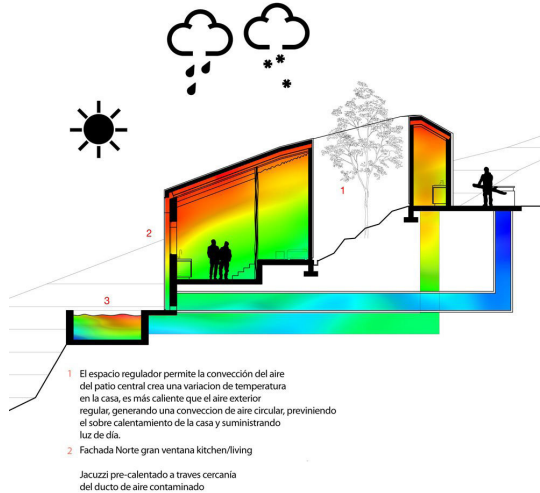 1
2
3
1 El espacio regulador permite la convección del aire
del patio central crea una variacion de temperatura
en la casa, es más caliente que el aire exterior
regular, generando una conveccion de aire circular, previniendo
el sobre calentamiento de la casa y suministrando
luz de día.
2 Fachada Norte gran ventana kitchen/living
Jacuzzi pre-calentado a traves cercanía
del ducto de aire contaminado